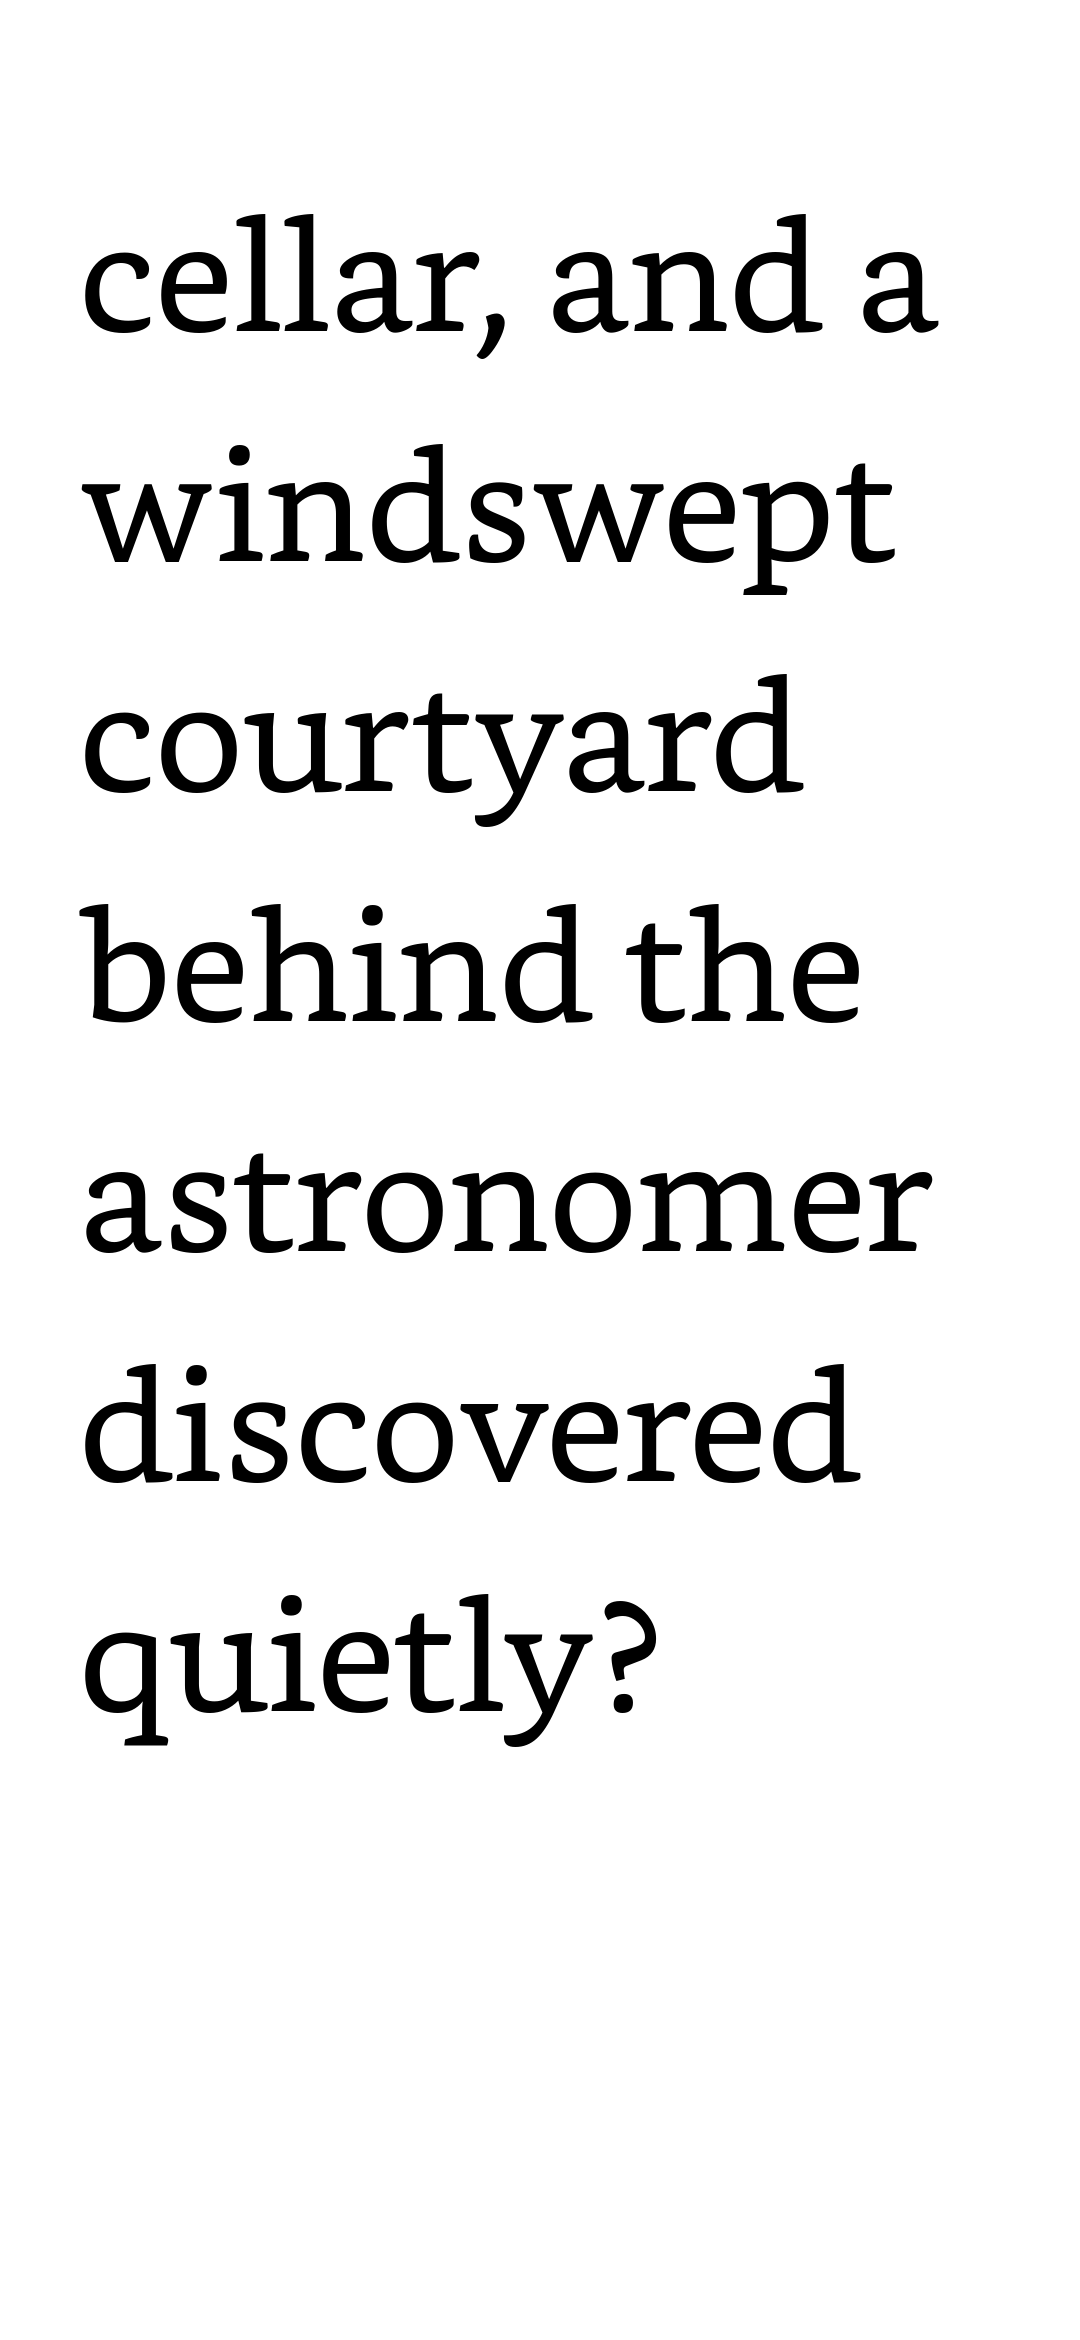 cellar, and a
windswept
courtyard
behind the
astronomer
discovered
quietly?